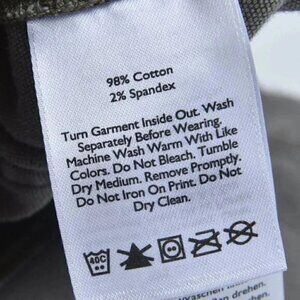 98% Cotton
2% Spandex
Turn Garment Inside Out. Wash
Separately Before Wearing.
Machine Wash Warm With Like
Colors. Do Not Bleach. Tumble
Dry Medium. Remove Promptly.
Do Not Iron On Print. Do Not
Dry Clean.
40C